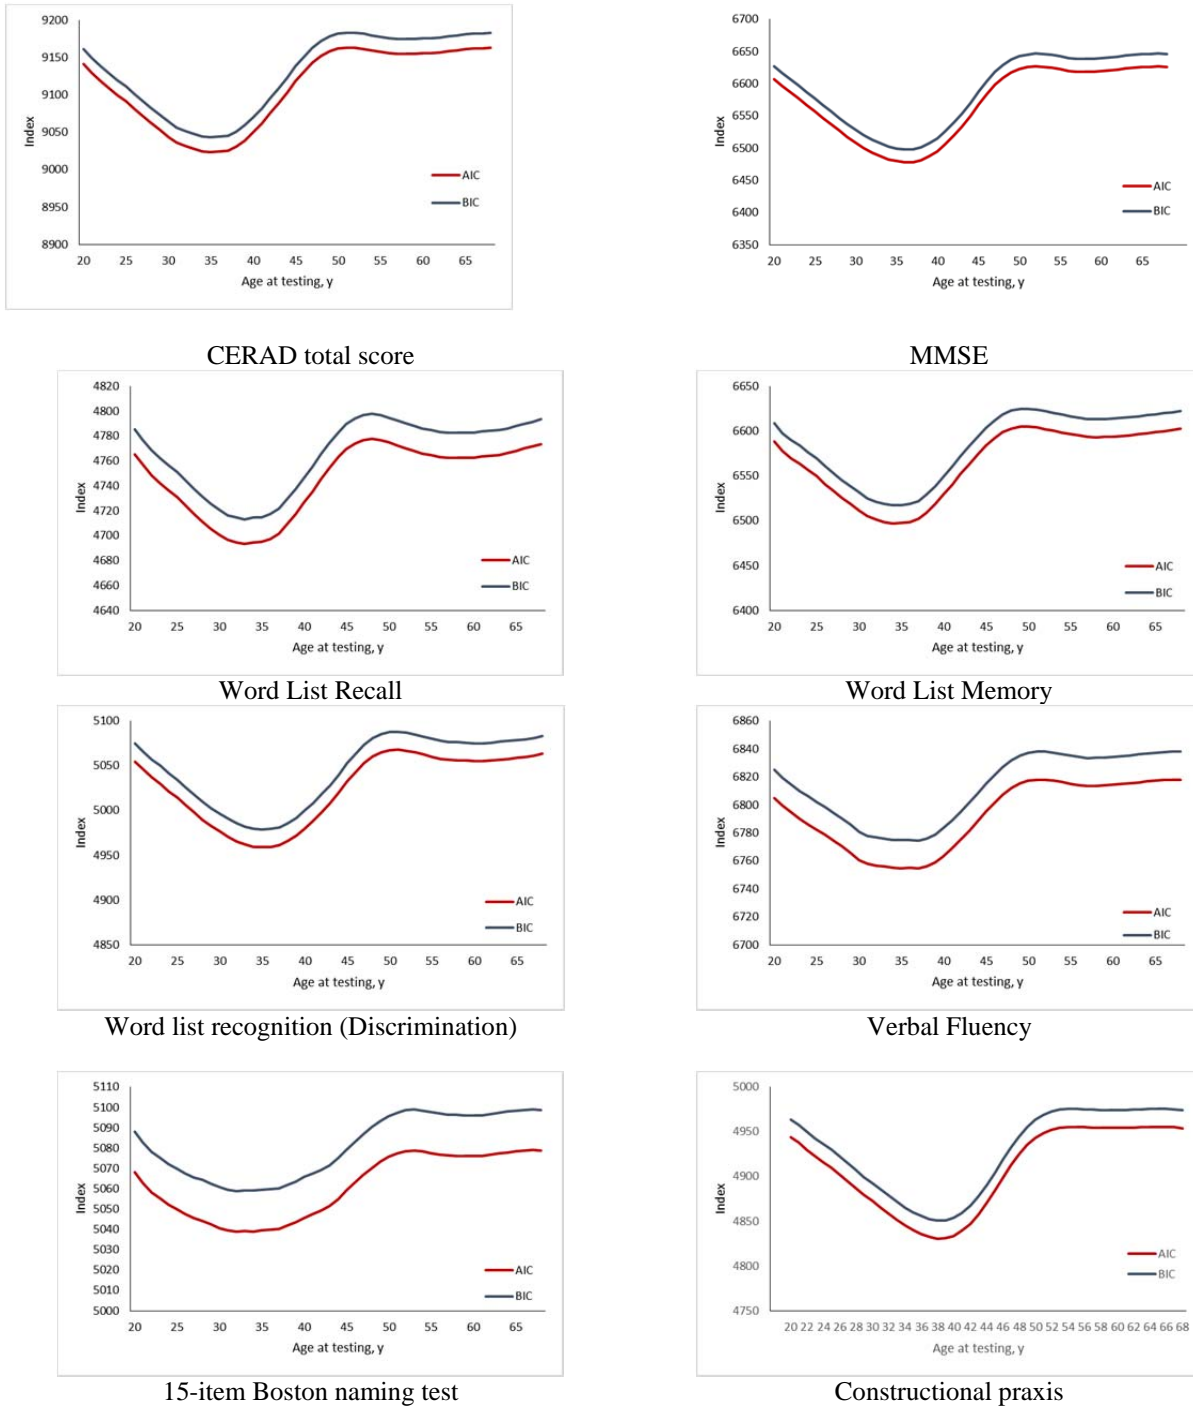 9200
9150
9100
9050
9000
8950
8900
Index
20 25 30 35 40 45 50 55 60 65
Age at testing, y
AIC
BIC
CERAD total score
6700
6650
6600
6550
6500
6450
6400
6350
Index
20 25 30 35 40 45 50 55 60 65
Age at testing, y
AIC
BIC
MMSE
4820
4800
4780
4760
4740
4720
4700
4680
4660
4640
Index
20 25 30 35 40 45 50 55 60 65
Age at testing, y
AIC
BIC
Word List Recall
6650
6600
6550
6500
6450
6400
Index
20 25 30 35 40 45 50 55 60 65
Age at testing, y
AIC
BIC
Word List Memory
5100
5050
5000
4950
4900
4850
Index
20 25 30 35 40 45 50 55 60 65
Age at testing, y
AIC
BIC
Word list recognition (Discrimination)
6860
6840
6820
6800
6780
6760
6740
6720
6700
Index
20 25 30 35 40 45 50 55 60 65
Age at testing, y
AIC
BIC
Verbal Fluency
5110
5100
5090
5080
5070
5060
5050
5040
5030
5020
5010
5000
Index
20 25 30 35 40 45 50 55 60 65
Age at testing, y
AIC
BIC
15-item Boston naming test
5000
4950
4900
4850
4800
4750
Index
20 22 24 26 28 30 32 34 36 38 40 42 44 46 48 50 52 54 56 58 60 62 64 66 68
Age at testing, y
AIC
BIC
Constructional praxis